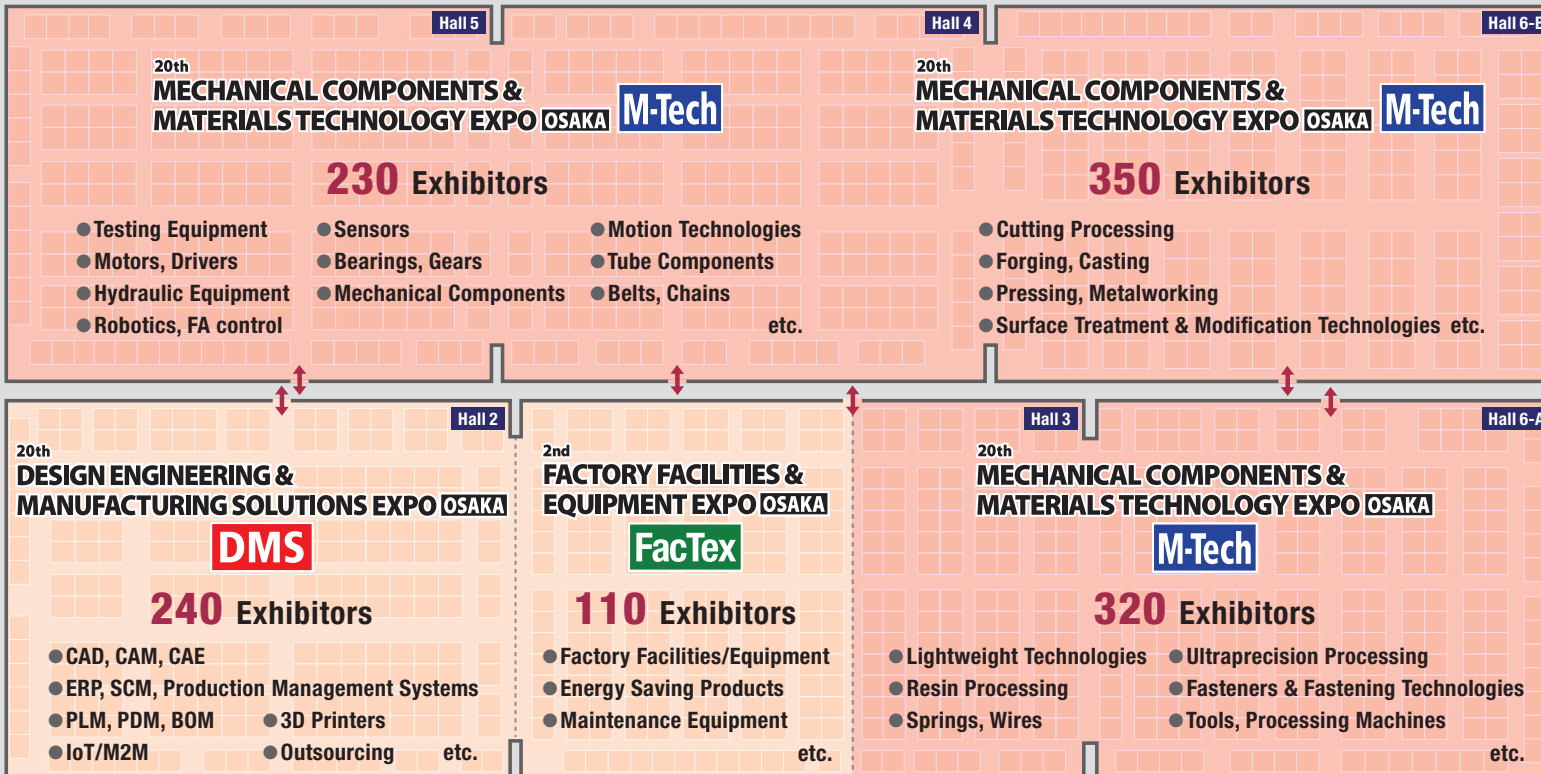 Hall 5
20th
MECHANICAL COMPONENTS &
MATERIALS TECHNOLOGY EXPO OSAKA M-Tech
230 Exhibitors
●Testing Equipment
●Motors, Drivers
●Hydraulic Equipment
●Robotics, FA control
●Sensors
●Bearings, Gears
●Mechanical Components
●Motion Technologies
●Tube Components
●Belts, Chains
etc.
Hall 4
Hall 6-B
20th
MECHANICAL COMPONENTS &
MATERIALS TECHNOLOGY EXPO OSAKA M-Tech
350 Exhibitors
●Cutting Processing
●Forging, Casting
●Pressing, Metalworking
●Surface Treatment & Modification Technologies etc.
Hall 2
20th
DESIGN ENGINEERING &
MANUFACTURING SOLUTIONS EXPO OSAKA
DMS
240 Exhibitors
●CAD, CAM, CAE
●ERP, SCM, Production Management Systems
●PLM, PDM, BOM ●3D Printers
●IoT/M2M ●Outsourcing etc.
2nd
FACTORY FACILITIES &
EQUIPMENT EXPO OSAKA
FacTex
110 Exhibitors
●Factory Facilities/Equipment
●Energy Saving Products
●Maintenance Equipment
etc.
Hall 3
Hall 6-A
20th
MECHANICAL COMPONENTS &
MATERIALS TECHNOLOGY EXPO OSAKA
M-Tech
320 Exhibitors
●Lightweight Technologies
●Resin Processing
●Springs, Wires
●Ultraprecision Processing
●Fasteners & Fastening Technologies
●Tools, Processing Machines
etc.